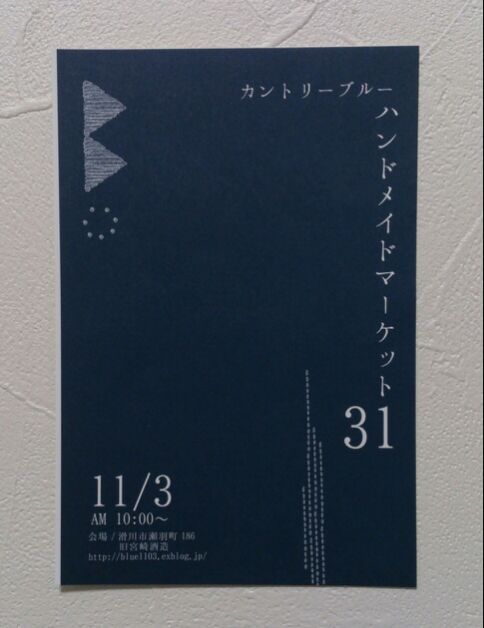 カントリーブルー
ハンドメイドマーケット
31
11/3
AM 10:00～
会場 / 滑川市瀬羽町 186
旧宮崎酒造
http://blue1103.exblog.jp/